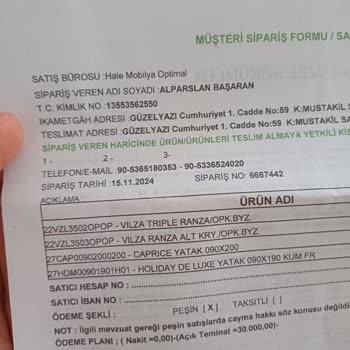 MÜŞTERİ SİPARİŞ FORMU / SA
SATIŞ BÜROSU :Hale Mobilya Optimal
SİPARİŞ VEREN ADI SOYADI :ALPARSLAN BAŞARAN
T.C. KİMLİK NO :13553562550
İKAMETGÂH ADRESİ :GÜZELYAZI Cumhuriyet 1. Cadde No:59 K:MUSTAKİL S
TESLİMAT ADRESİ :GÜZELYAZI Cumhuriyet 1. Cadde No:59 K:MUSTAKİL SA
SİPARİŞ VEREN HARİCİNDE ÜRÜN/ÜRÜNLERİ TESLİM ALMAYA YETKİLİ KİŞ
1 - 2 - 3-
TELEFON/E-MAİL :90-5365180353 - 90-5336524020
SİPARİŞ TARİHİ :15.11.2024 SİPARİŞ NO: 6667442
AÇIKLAMA :
ÜRÜN ADI
22VZL3502OPOP - VILZA TRIPLE RANZA/OPK.BYZ.
22VZL3503OPOP - VILZA RANZA ALT KRY./OPK.BYZ
27CAP00902000200 - CAPRICE YATAK 090X200
27HDM00901901H01 - HOLIDAY DE LUXE YATAK 090X190 KUM.FR
SATICI HESAP NO :
SATICI İBAN NO :
ÖDEME ŞEKLİ : PEŞİN [ X ] TAKSİTLİ [ ]
NOT : İlgili mevzuat gereği peşin satışlarda cayma hakkı söz konusu değildi
ÖDEME PLANI ; ( Nakit =0,00)-(Açık Teminat =30.000,00)-